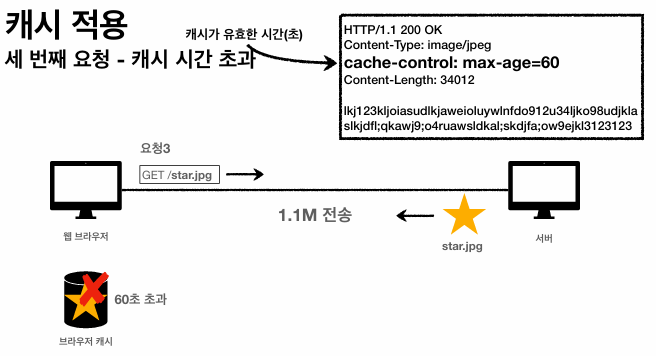 캐시 적용
세 번째 요청 - 캐시 시간 초과
캐시가 유효한 시간(초)
HTTP/1.1 200 OK
Content-Type: image/jpeg
cache-control: max-age=60
Content-Length: 34012
lkj123kljoiasudlkjaweioluywlnfdo912u34ljko98udjkla
slkjdfl;qkawj9;o4ruawsldkal;skdjfa;ow9ejkl3123123
요청3
GET /star.jpg
1.1M 전송
star.jpg
웹 브라우저
서버
60초 초과
브라우저 캐시